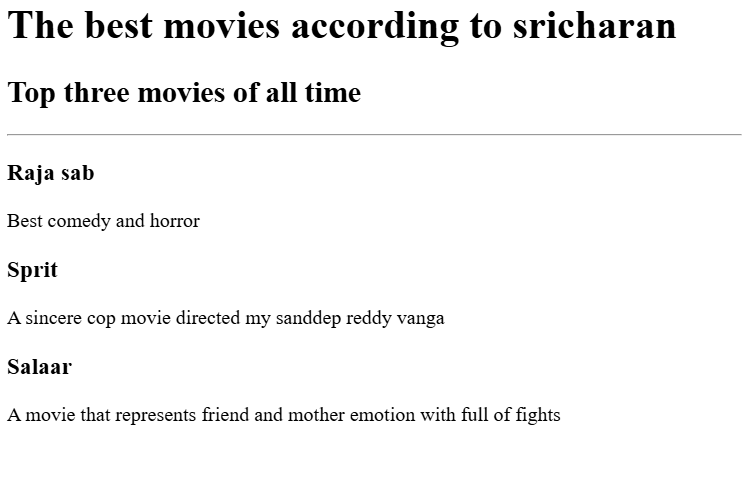 The best movies according to sricharan
Top three movies of all time
Raja sab
Best comedy and horror
Sprit
A sincere cop movie directed my sanddep reddy vanga
Salaar
A movie that represents friend and mother emotion with full of fights